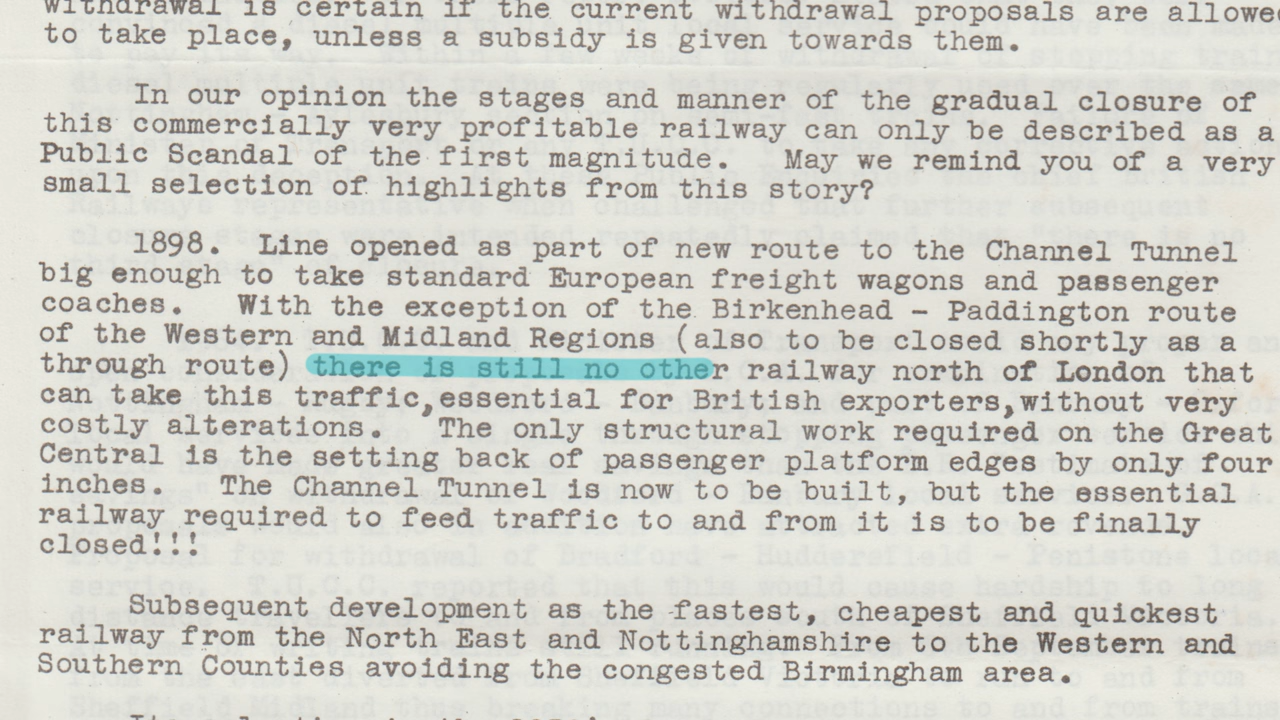 withdrawal is certain if the current withdrawal proposals are allowed
to take place, unless a subsidy is given towards them.
In our opinion the stages and manner of the gradual closure of
this commercially very profitable railway can only be described as a
Public Scandal of the first magnitude. May we remind you of a very
small selection of highlights from this story?
1898. Line opened as part of new route to the Channel Tunnel
big enough to take standard European freight wagons and passenger
coaches. With the exception of the Birkenhead - Paddington route
of the Western and Midland Regions (also to be closed shortly as a
through route) there is still no other railway north of London that
can take this traffic,essential for British exporters,without very
costly alterations. The only structural work required on the Great
Central is the setting back of passenger platform edges by only four
inches. The Channel Tunnel is now to be built, but the essential
railway required to feed traffic to and from it is to be finally
closed!!!
Subsequent development as the fastest, cheapest and quickest
railway from the North East and Nottinghamshire to the Western and
Southern Counties avoiding the congested Birmingham area.